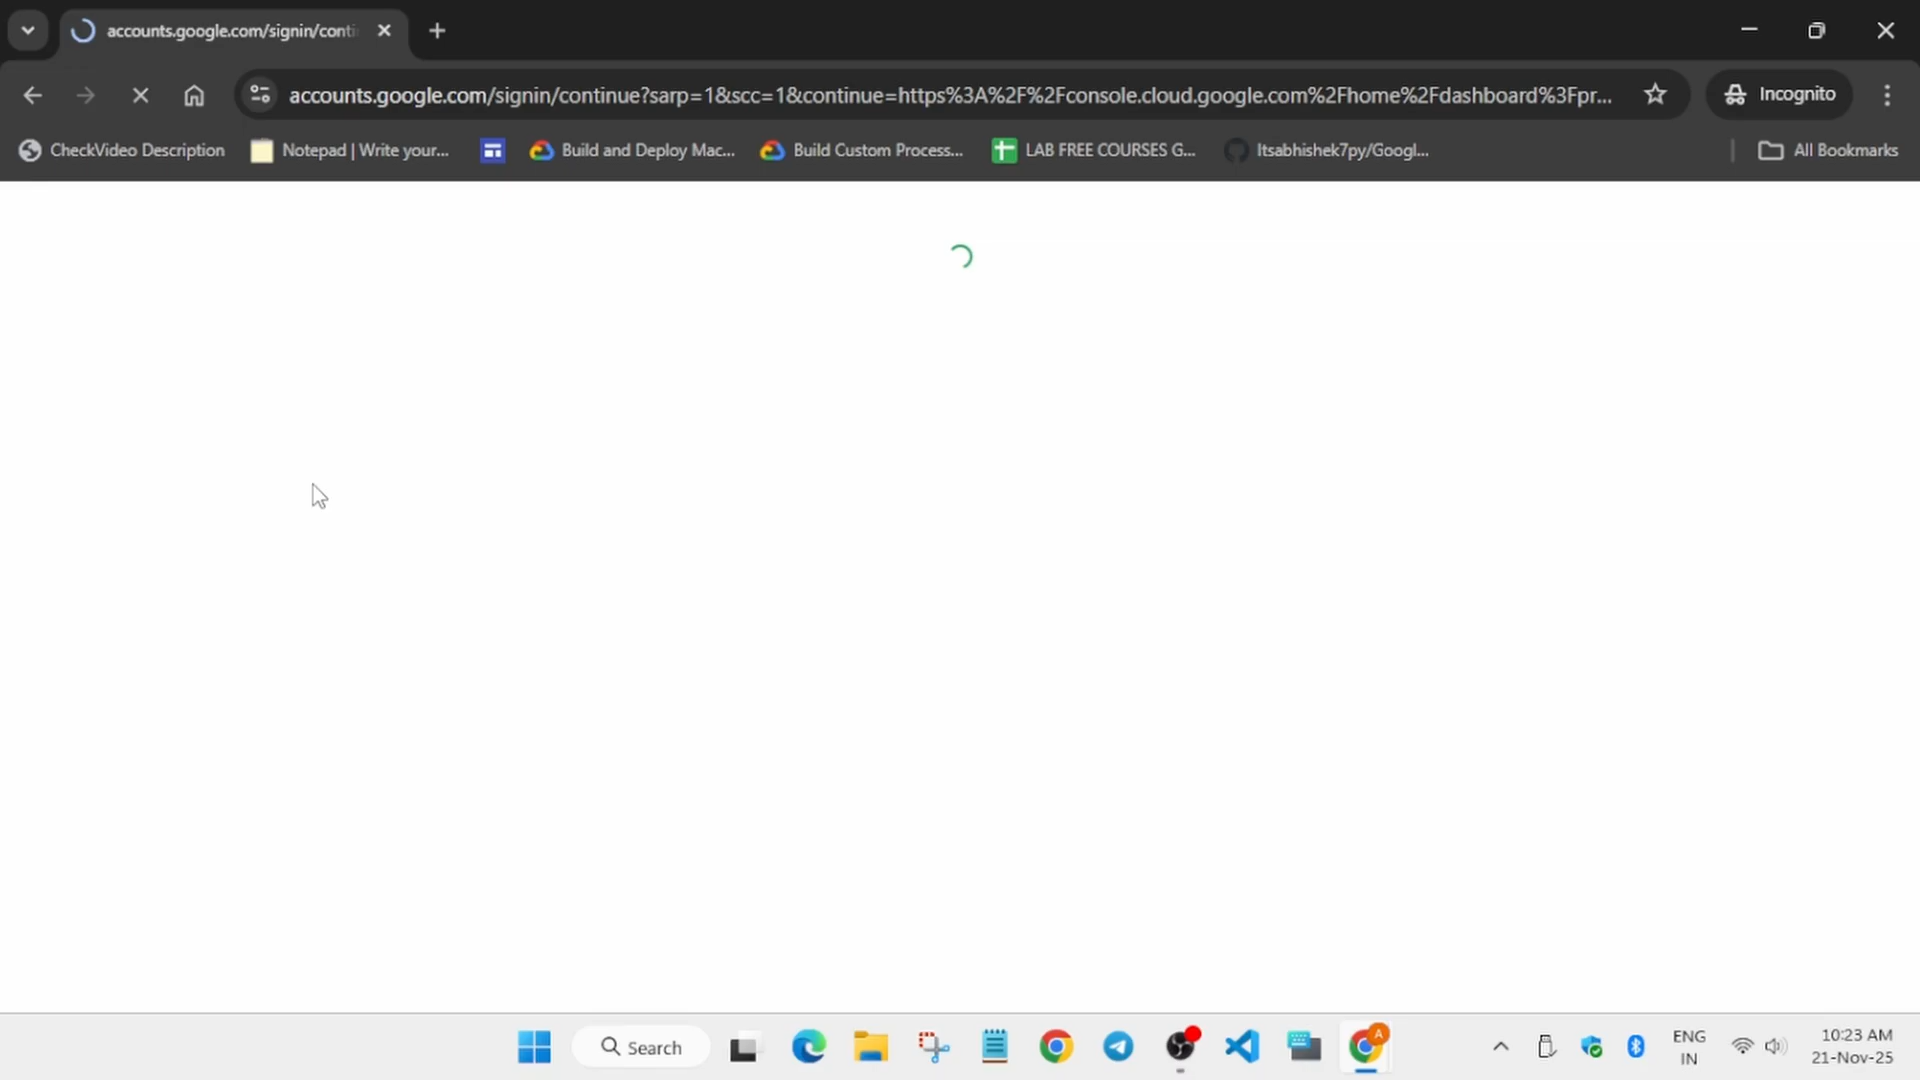 accounts.google.com/signin/conti
accounts.google.com/signin/continue?sarp=1&scc=1&continue=https%3A%2F%2Fconsole.cloud.google.com%2Fhome%2Fdashboard%3Fpr...
Incognito
CheckVideo Description
Notepad | Write your...
Build and Deploy Mac...
Build Custom Process...
LAB FREE COURSES G...
Itsabhishek7py/Googl...
All Bookmarks
Search
A
ENG
IN
10:23 AM
21-Nov-25